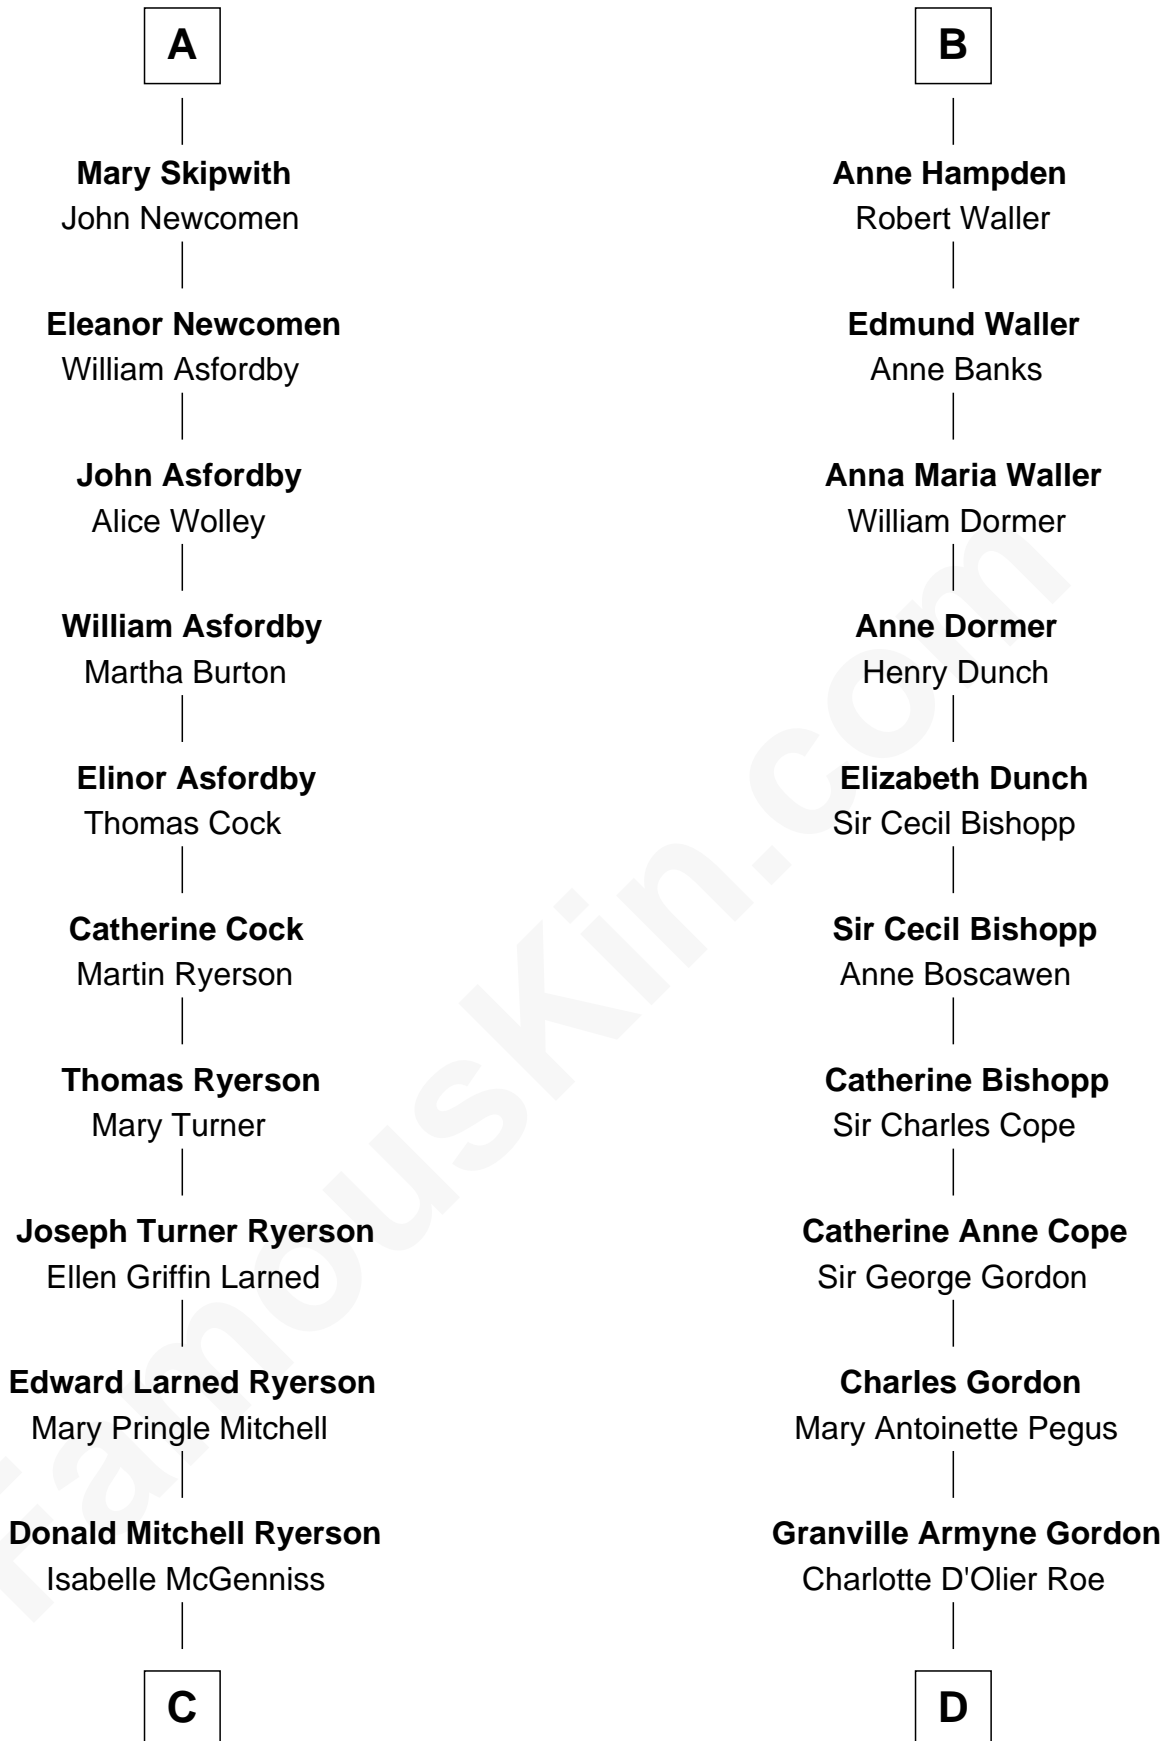 A
Mary Skipwith
John Newcomen
Eleanor Newcomen
William Asfordby
John Asfordby
Alice Wolley
William Asfordby
Martha Burton
Elinor Asfordby
Thomas Cock
Catherine Cock
Martin Ryerson
Thomas Ryerson
Mary Turner
Joseph Turner Ryerson
Ellen Griffin Larned
Edward Larned Ryerson
Mary Pringle Mitchell
Donald Mitchell Ryerson
Isabelle McGenniss
C
B
Anne Hampden
Robert Waller
Edmund Waller
Anne Banks
Anna Maria Waller
William Dormer
Anne Dormer
Henry Dunch
Elizabeth Dunch
Sir Cecil Bishopp
Sir Cecil Bishopp
Anne Boscawen
Catherine Bishopp
Sir Charles Cope
Catherine Anne Cope
Sir George Gordon
Charles Gordon
Mary Antoinette Pegus
Granville Armyne Gordon
Charlotte D'Olier Roe
D
FamousKin.com